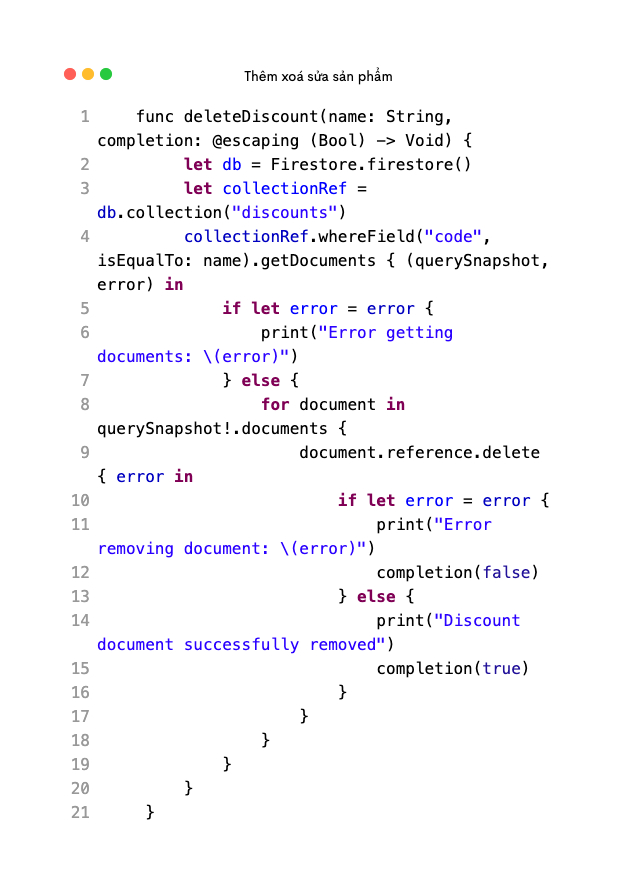 Thêm xoá sửa sản phẩm
1     func deleteDiscount(name: String,
completion: @escaping (Bool) -> Void) {
2          let db = Firestore.firestore()
3          let collectionRef =
db.collection("discounts")
4          collectionRef.whereField("code",
isEqualTo: name).getDocuments { (querySnapshot,
error) in
5              if let error = error {
6                  print("Error getting
documents: \(error)")
7              } else {
8                  for document in
querySnapshot!.documents {
9                      document.reference.delete
{ error in
10                          if let error = error {
11                              print("Error
removing document: \(error)")
12                              completion(false)
13                          } else {
14                              print("Discount
document successfully removed")
15                              completion(true)
16                          }
17                      }
18                  }
19              }
20          }
21      }